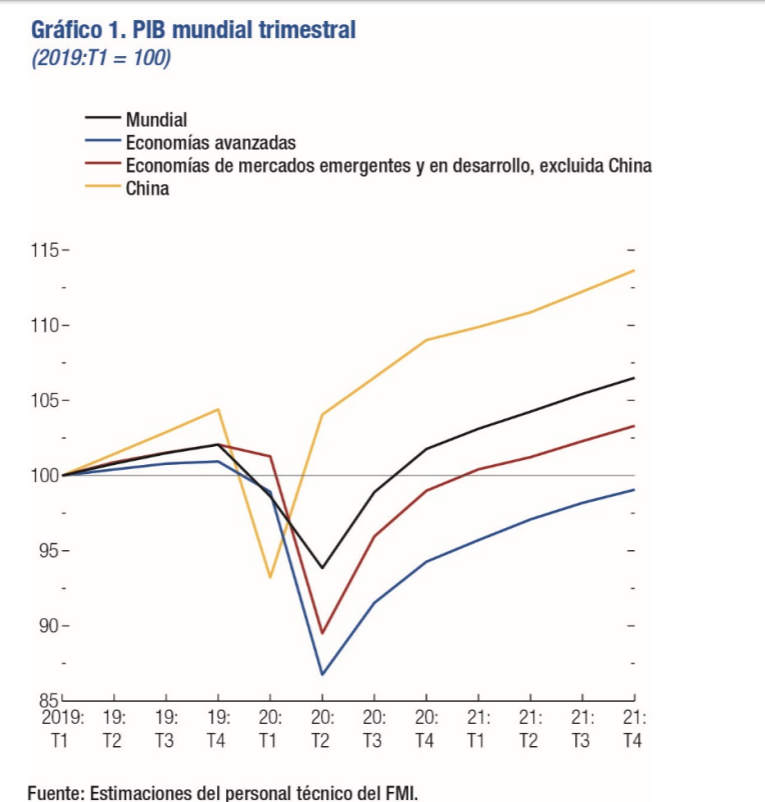 Gráfico 1. PIB mundial trimestral
(2019:T1 = 100)
Mundial
Economías avanzadas
Economías de mercados emergentes y en desarrollo, excluida China
China
115
110
105
100
95
90
85
2019: 19: 19: 19: 20: 20: 20: 20: 21: 21: 21: 21:
T1 T2 T3 T4 T1 T2 T3 T4 T1 T2 T3 T4
Fuente: Estimaciones del personal técnico del FMI.